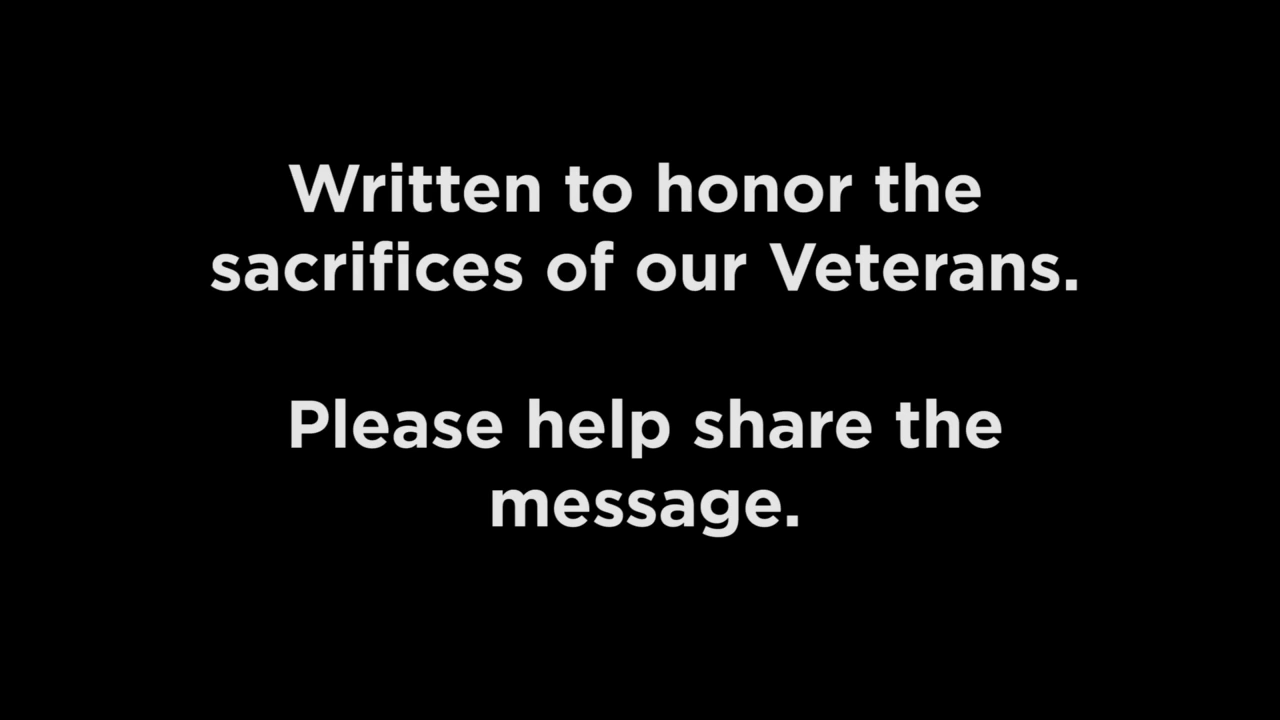 Written to honor the
sacrifices of our Veterans.
Please help share the
message.